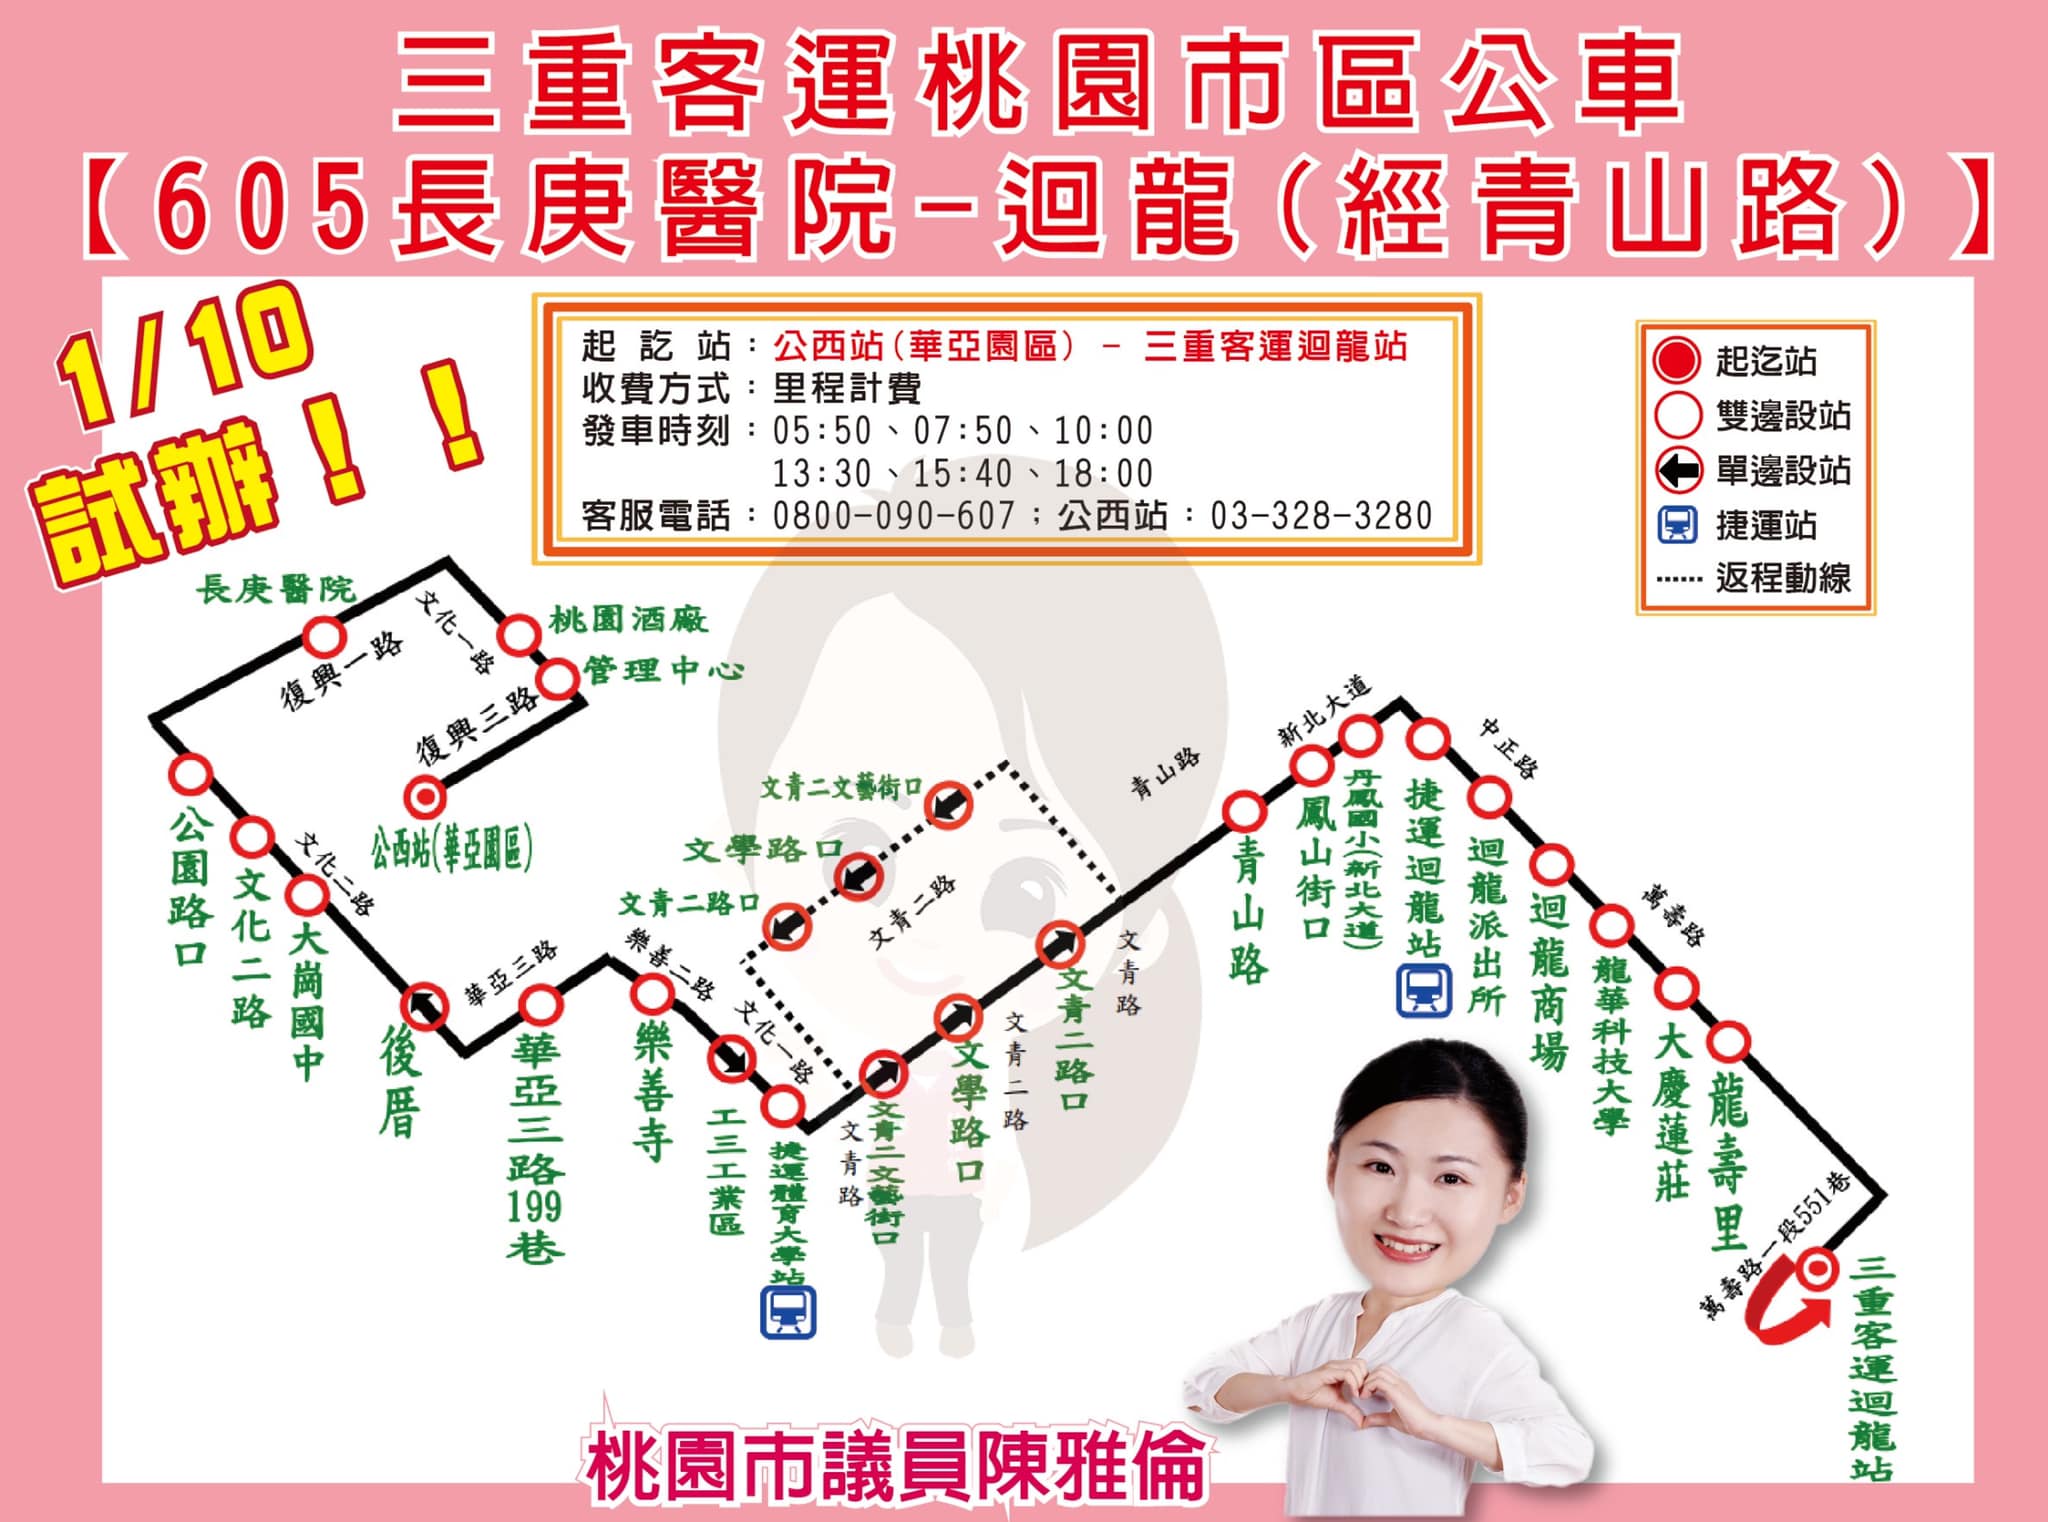 三重客運桃園市區公車
【605長庚醫院-迴龍(經青山路)】
1/10
試辦！！
起訖站：公西站(華亞園區) - 三重客運迴龍站
收費方式：里程計費
發車時刻：05:50、07:50、10:00
13:30、15:40、18:00
客服電話：0800-090-607；公西站：03-328-3280
起迄站
雙邊設站
單邊設站
捷運站
返程動線
長庚醫院
復興一路
文化一路
桃園酒廠
管理中心
復興三路
公西站(華亞園區)
公園路口
文化二路
大崗國中
文化二路
後厝
華亞三路
華亞三路199巷
樂善二路
樂善寺
文化一路
工三工業區
捷運體育大學站
文青路
文青二文藝街口
文學路口
文青二路
文青二路口
文青路
文青二文藝街口
文學路口
文青二路口
文青二路
青山路
青山路
新北大道
鳳山街口
丹鳳國小(新北大道)
捷運迴龍站
中正路
迴龍派出所
迴龍商場
萬壽路
龍華科技大學
大慶蓮莊
龍壽里
萬壽路一段551巷
三重客運迴龍站
桃園市議員陳雅倫